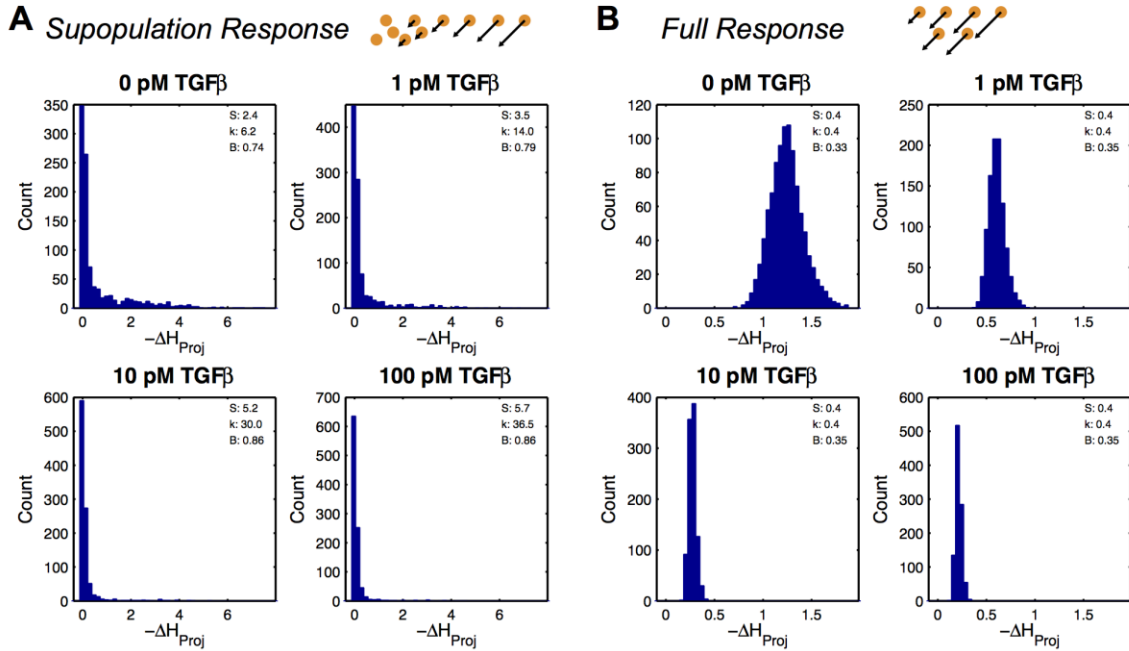 A Supopulation Response
0 pM TGFβ
S: 2.4
k: 6.2
B: 0.74
350
300
250
200
150
100
50
0
Count
0 2 4 6
−ΔH_Proj
1 pM TGFβ
S: 3.5
k: 14.0
B: 0.79
400
300
200
100
0
Count
0 2 4 6
−ΔH_Proj
10 pM TGFβ
S: 5.2
k: 30.0
B: 0.86
600
500
400
300
200
100
0
Count
0 2 4 6
−ΔH_Proj
100 pM TGFβ
S: 5.7
k: 36.5
B: 0.86
700
600
500
400
300
200
100
0
Count
0 2 4 6
−ΔH_Proj
B Full Response
0 pM TGFβ
S: 0.4
k: 0.4
B: 0.33
120
100
80
60
40
20
0
Count
0 0.5 1 1.5
−ΔH_Proj
1 pM TGFβ
S: 0.4
k: 0.4
B: 0.35
250
200
150
100
50
0
Count
0 0.5 1 1.5
−ΔH_Proj
10 pM TGFβ
S: 0.4
k: 0.4
B: 0.35
400
300
200
100
0
Count
0 0.5 1 1.5
−ΔH_Proj
100 pM TGFβ
S: 0.4
k: 0.4
B: 0.35
600
500
400
300
200
100
0
Count
0 0.5 1 1.5
−ΔH_Proj